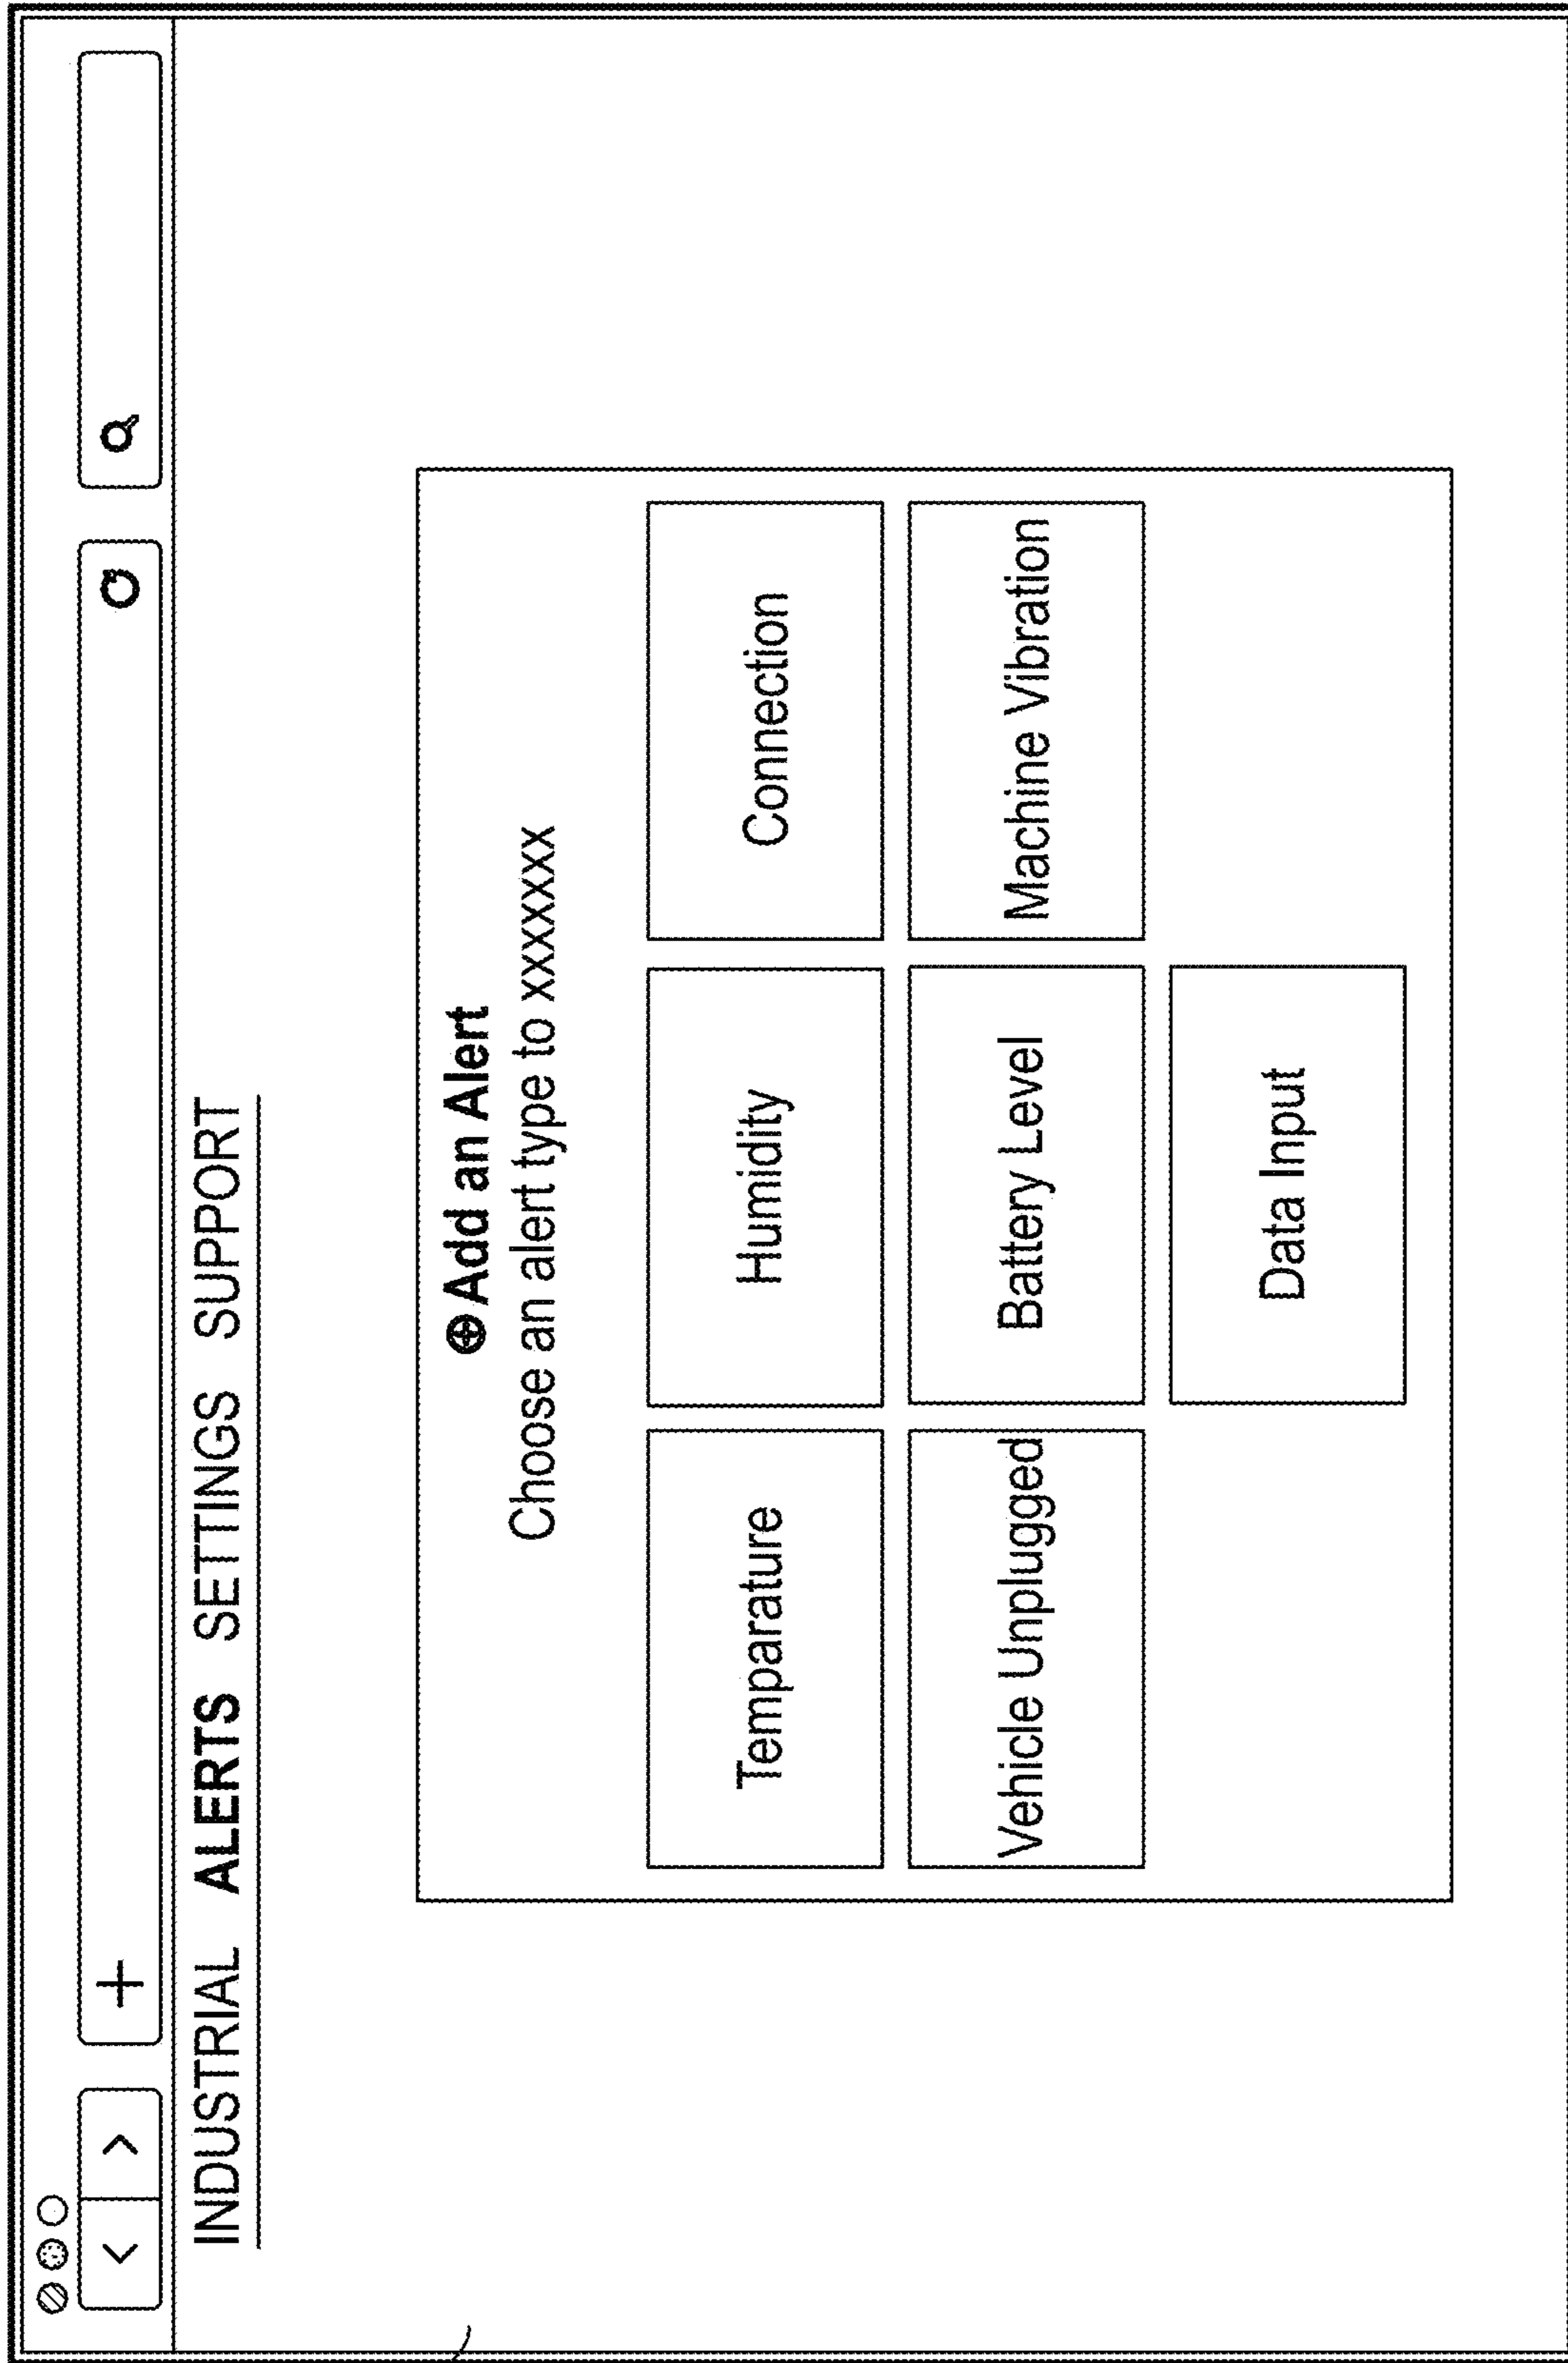 INDUSTRIAL ALERTS SETTINGS SUPPORT
Add an Alert
Choose an alert type to xxxxxxx
Temparature Humidity Connection
Vehicle Unplugged Battery Level Machine Vibration
Data Input